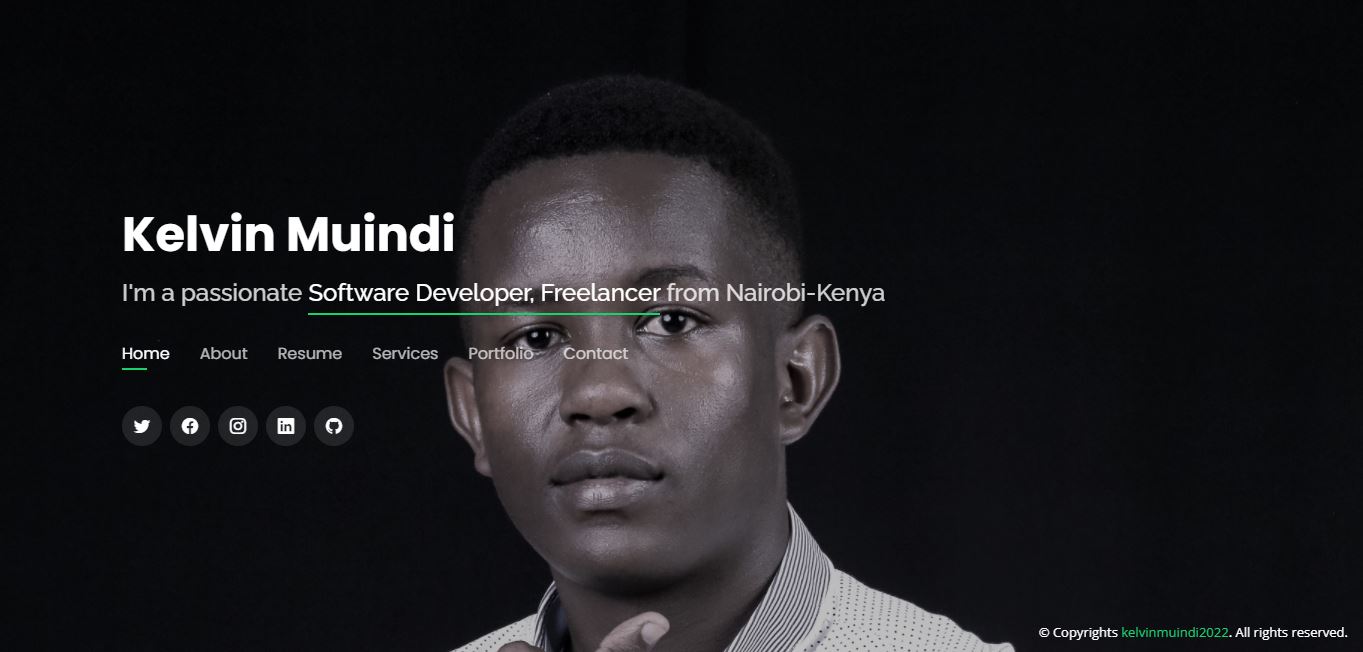 Kelvin Muindi
I'm a passionate Software Developer, Freelancer from Nairobi-Kenya
Home About Resume Services Portfolio Contact
© Copyrights kelvinmuindi2022. All rights reserved.